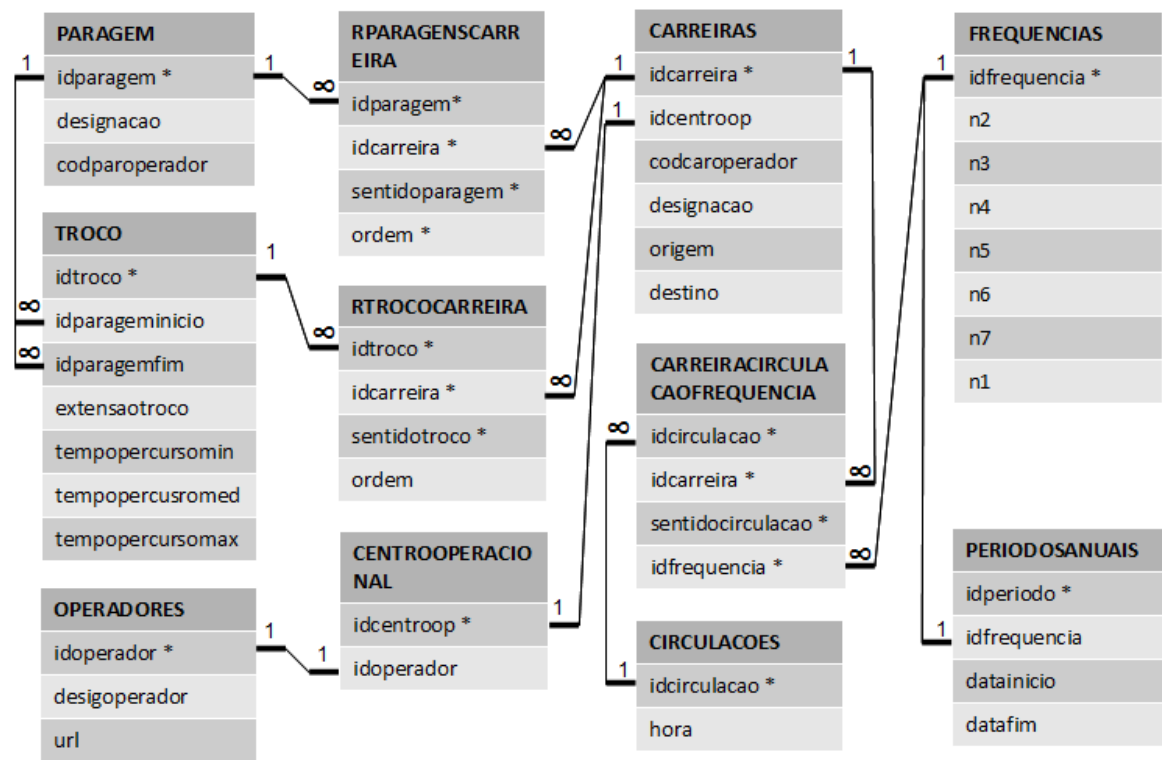 PARAGEM
idparagem *
designacao
codparoperador
TROCO
idtroco *
idparageminicio
idparagemfim
extensaotroco
tempopercursomin
tempopercusromed
tempopercursomax
OPERADORES
idoperador *
desigoperador
url
RPARAGENSCARR
EIRA
idparagem*
idcarreira *
sentidoparagem *
ordem *
RTROCOCARREIRA
idtroco *
idcarreira *
sentidotroco *
ordem
CENTROOPERACIO
NAL
idcentroop *
idoperador
CARREIRAS
idcarreira *
idcentroop
codcaroperador
designacao
origem
destino
CARREIRACIRCULA
CAOFREQUENCIA
idcirculacao *
idcarreira *
sentidocirculacao *
idfrequencia *
CIRCULACOES
idcirculacao *
hora
FREQUENCIAS
idfrequencia *
n2
n3
n4
n5
n6
n7
n1
PERIODOSANUAIS
idperiodo *
idfrequencia
datainicio
datafim
1
1
∞
∞
∞
1
∞
1
1
∞
∞
1
1
1
1
∞
1
∞
∞
1
1